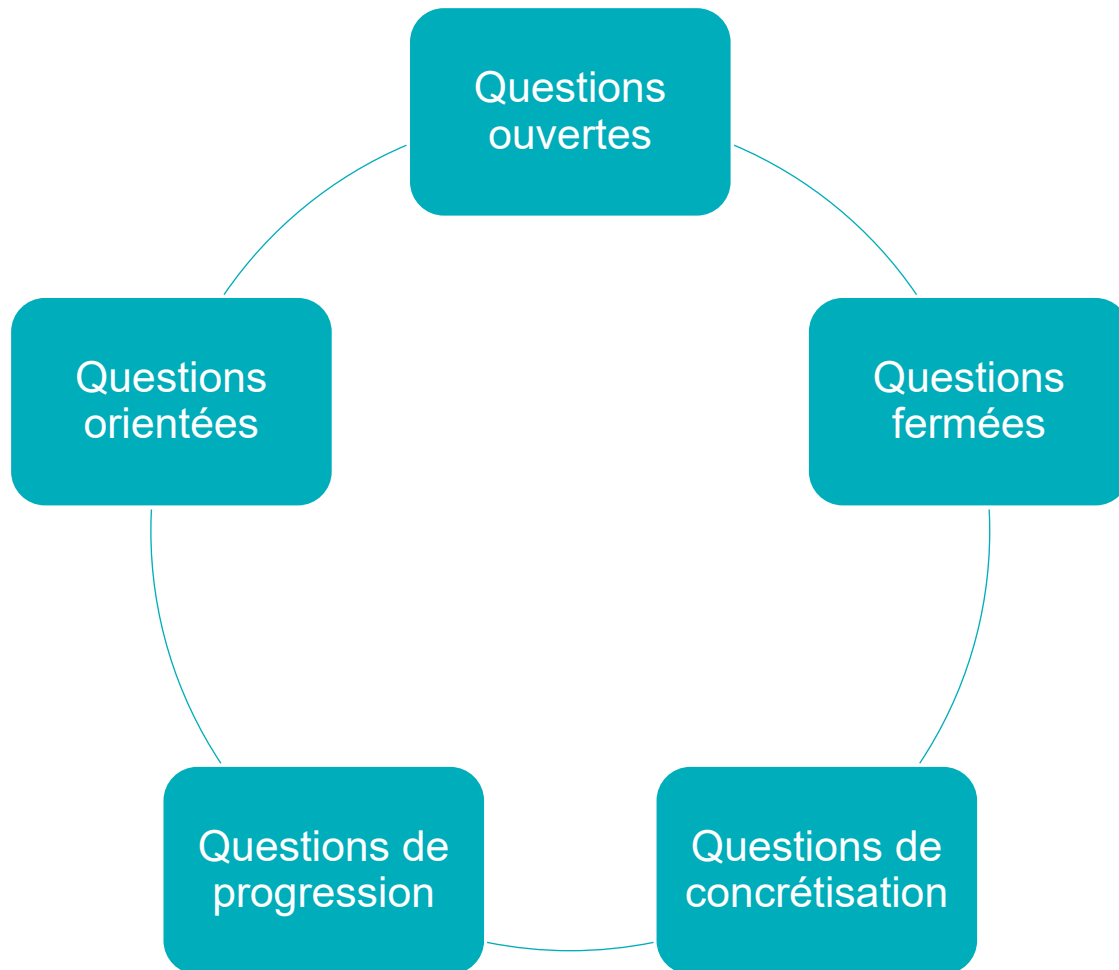 Questions
ouvertes
Questions
orientées
Questions
fermées
Questions de
progression
Questions de
concrétisation